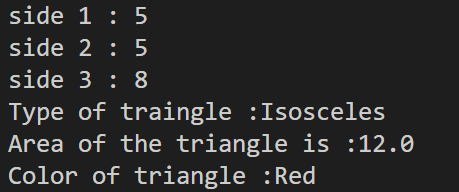 side 1 : 5
side 2 : 5
side 3 : 8
Type of traingle :Isosceles
Area of the triangle is :12.0
Color of triangle :Red